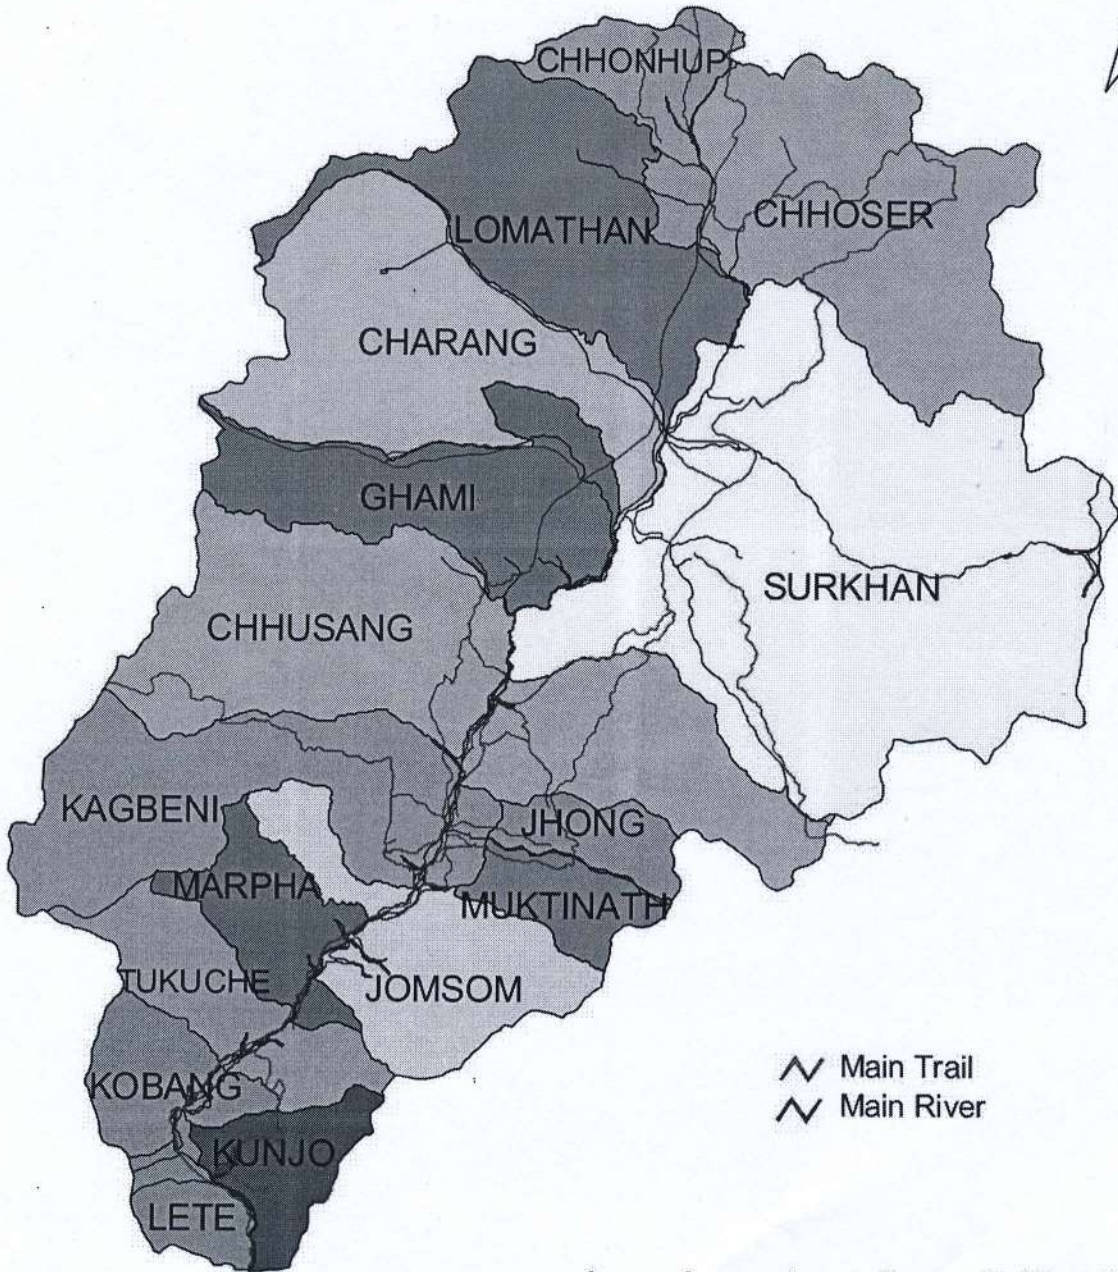 CHHONHUP
LOMATHAN
CHHOSER
CHARANG
GHAMI
SURKHAN
CHHUSANG
KAGBENI
JHONG
MARPHA
MUKTINATH
TUKUCHE
JOMSOM
KOBANG
KUNJO
LETE
Main Trail
Main River